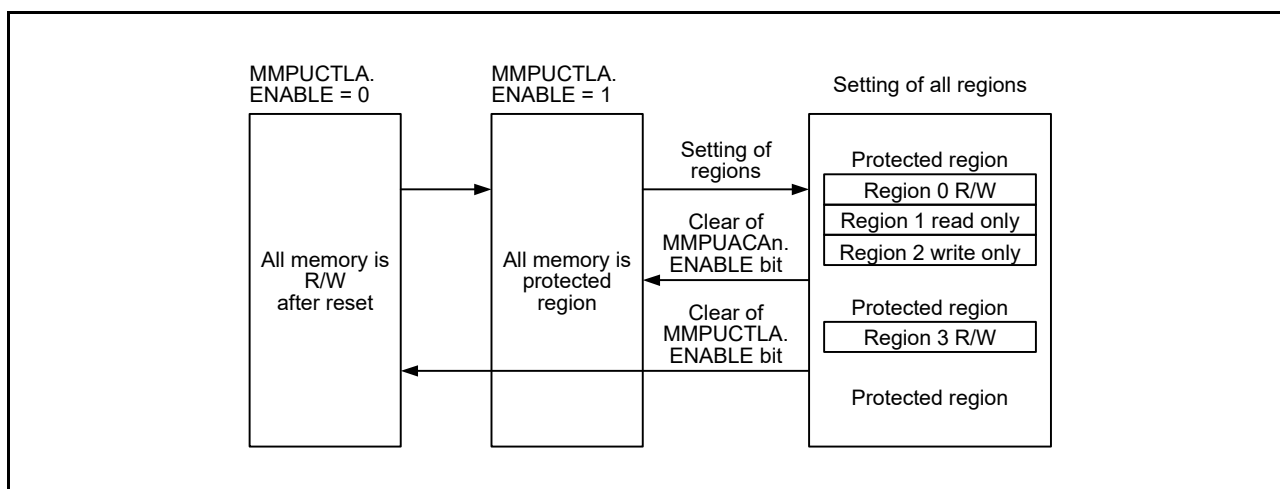 MMPUCTLA.
ENABLE = 0
MMPUCTLA.
ENABLE = 1
Setting of all regions
All memory is
R/W
after reset
All memory is
protected
region
Setting of
regions
Clear of
MMPUACAn.
ENABLE bit
Clear of
MMPUCTLA.
ENABLE bit
Protected region
Region 0 R/W
Region 1 read only
Region 2 write only
Protected region
Region 3 R/W
Protected region